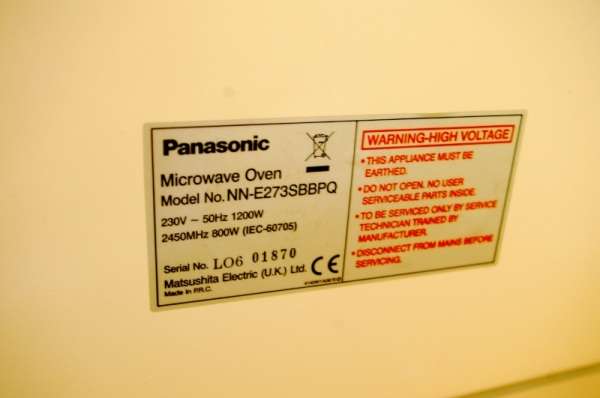 Panasonic
Microwave Oven
Model No. NN-E273SBBPQ
230V ~ 50Hz 1200W
2450MHz 800W (IEC-60705)
Serial No. LO6 01870
Matsushita Electric (U.K.) Ltd. CE
Made in P.R.C.
WARNING-HIGH VOLTAGE
• THIS APPLIANCE MUST BE
EARTHED.
• DO NOT OPEN. NO USER
SERVICEABLE PARTS INSIDE.
• TO BE SERVICED ONLY BY SERVICE
TECHNICIAN TRAINED BY
MANUFACTURER.
• DISCONNECT FROM MAINS BEFORE
SERVICING.